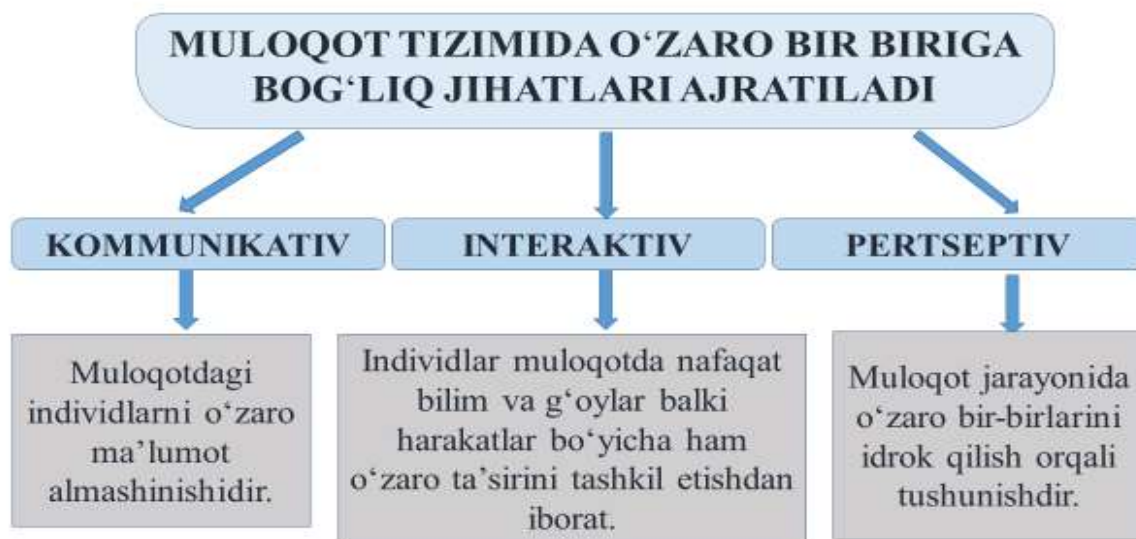 MULOQOT TIZIMIDA O‘ZARO BIR BIRIGA
BOG‘LIQ JIHATLARI AJRATILADI
KOMMUNIKATIV
INTERAKTIV
PERTSEPTIV
Muloqotdagi
individlarni o‘zaro
ma’lumot
almashinishidir.
Individlar muloqotda nafaqat
bilim va g‘oylar balki
harakatlar bo‘yicha ham
o‘zaro ta’sirini tashkil etishdan
iborat.
Muloqot jarayonida
o‘zaro bir-birlarini
idrok qilish orqali
tushunishdir.